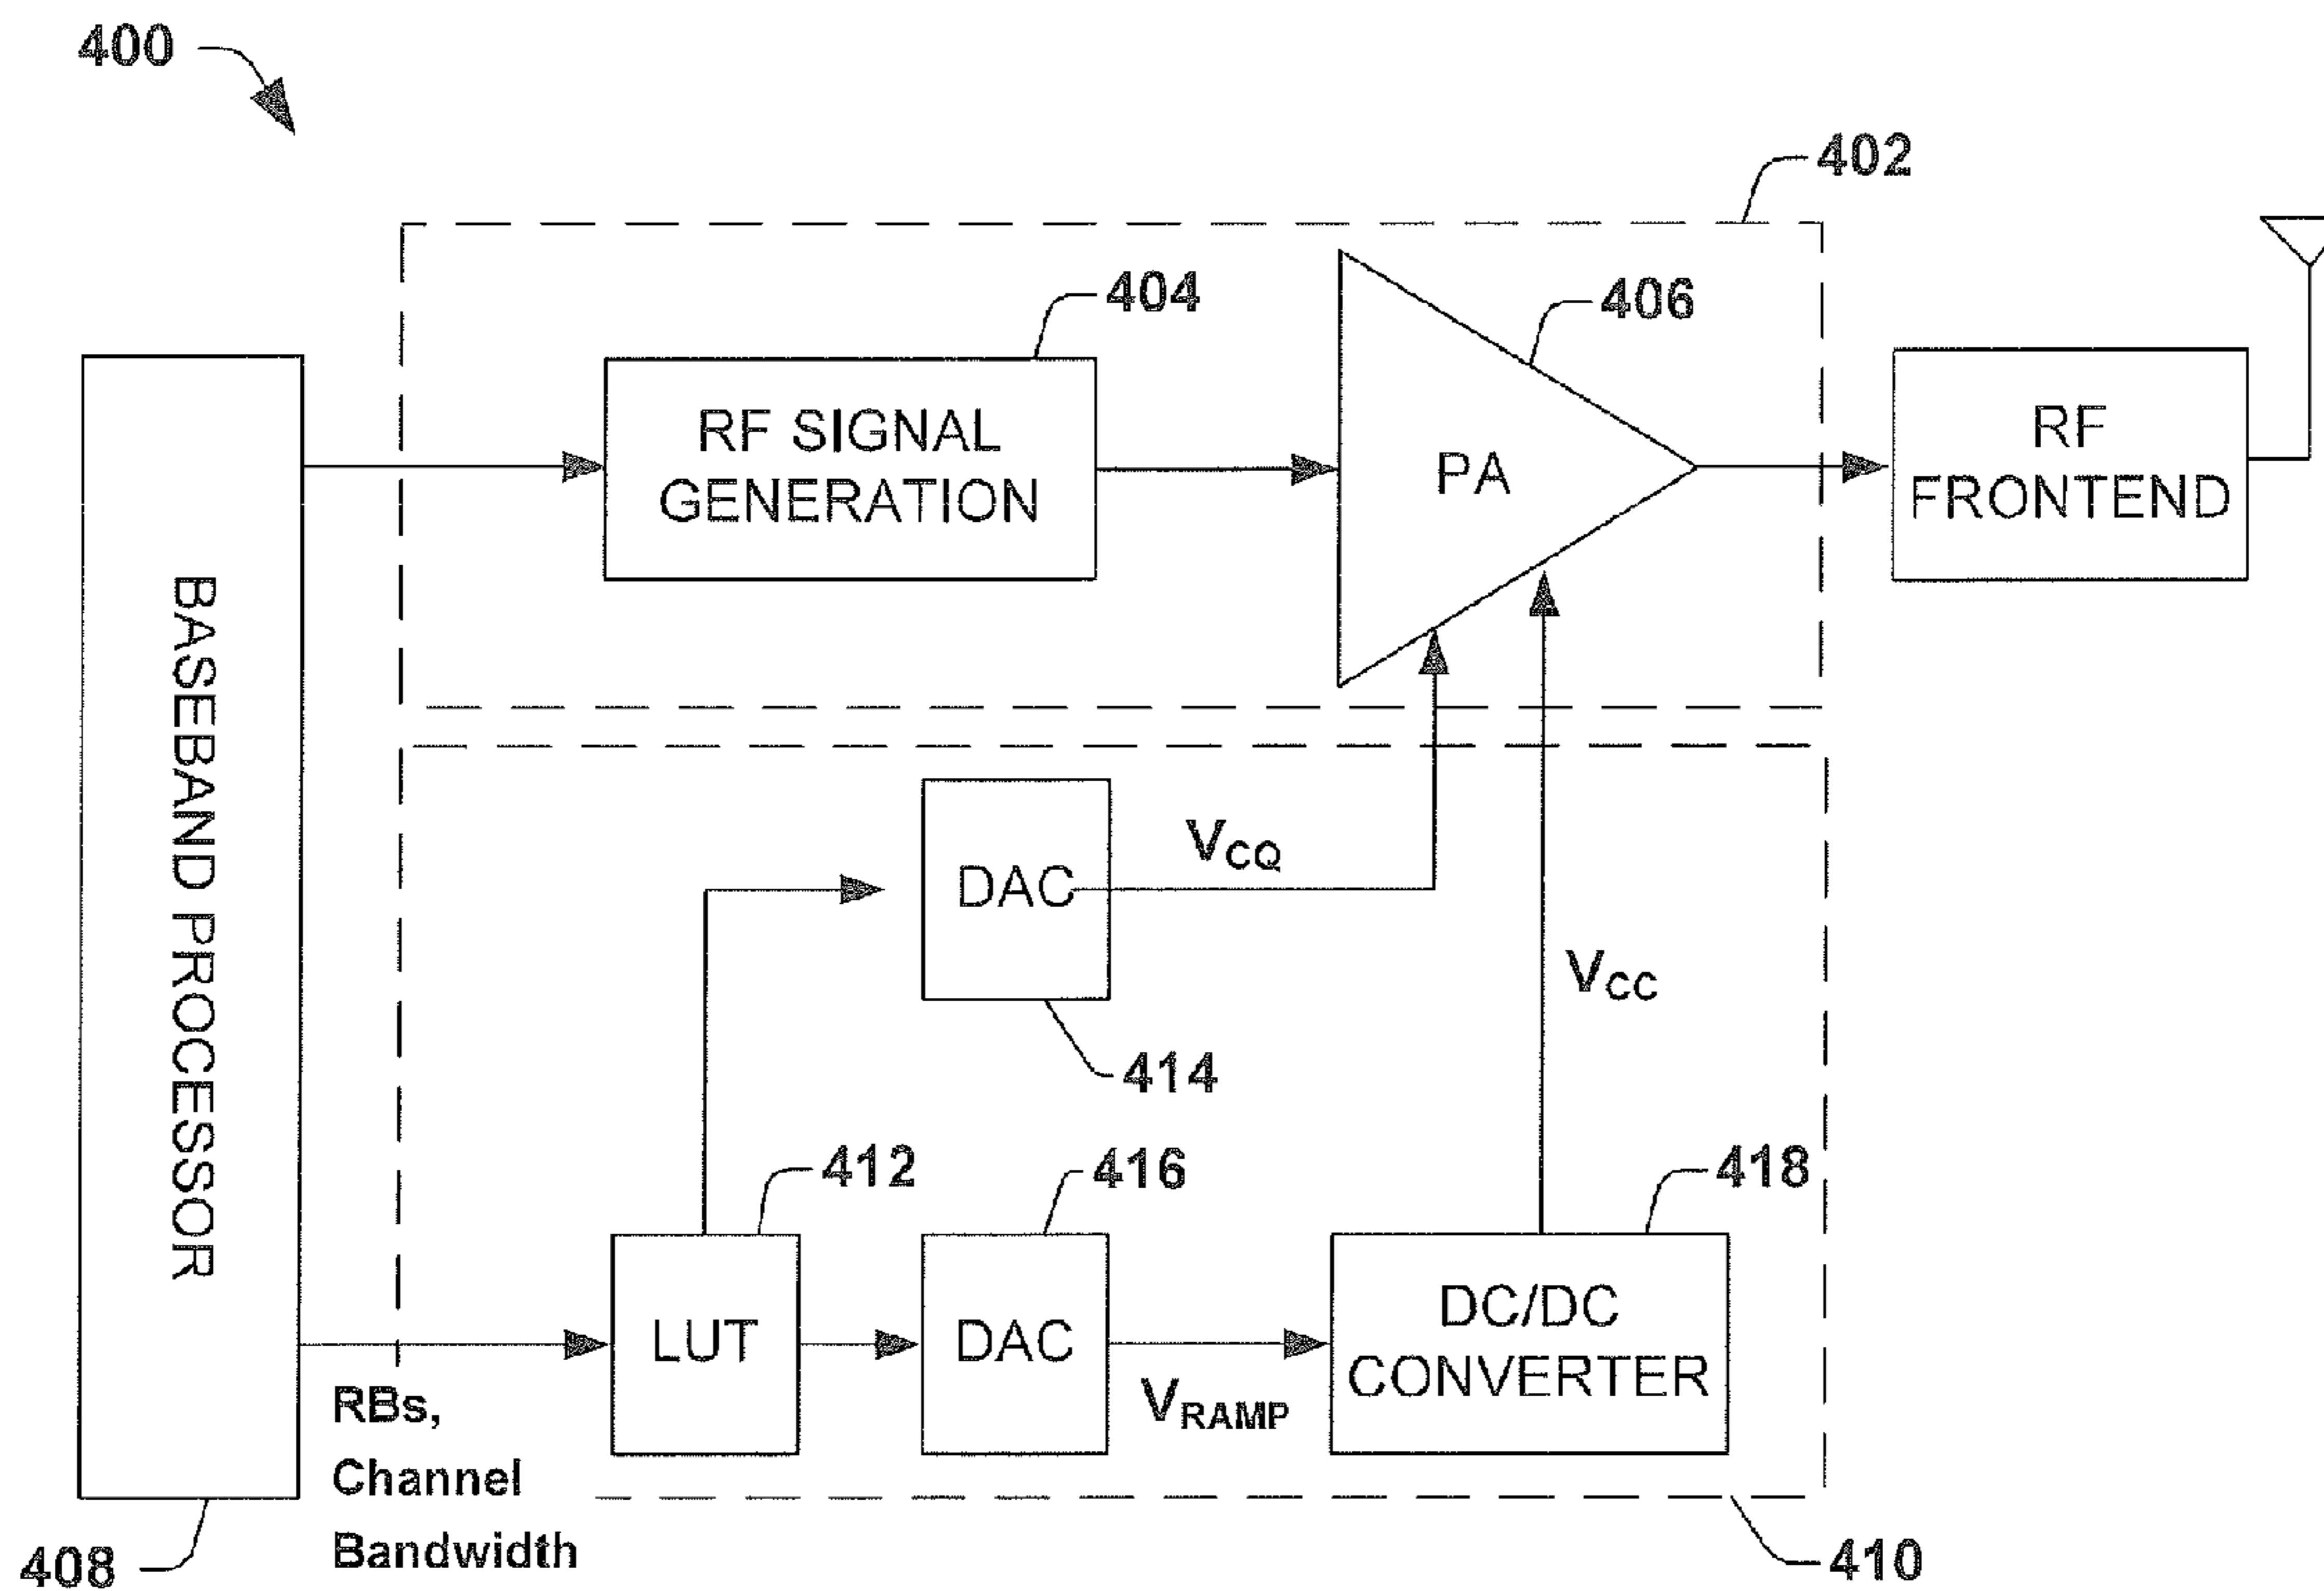 400
402
404
406
RF SIGNAL
GENERATION
PA
RF
FRONTEND
BASEBAND PROCESSOR
DAC
VCQ
VCC
414
412
416
418
LUT
DAC
VRAMP
DC/DC
CONVERTER
RBs,
Channel
Bandwidth
408
410